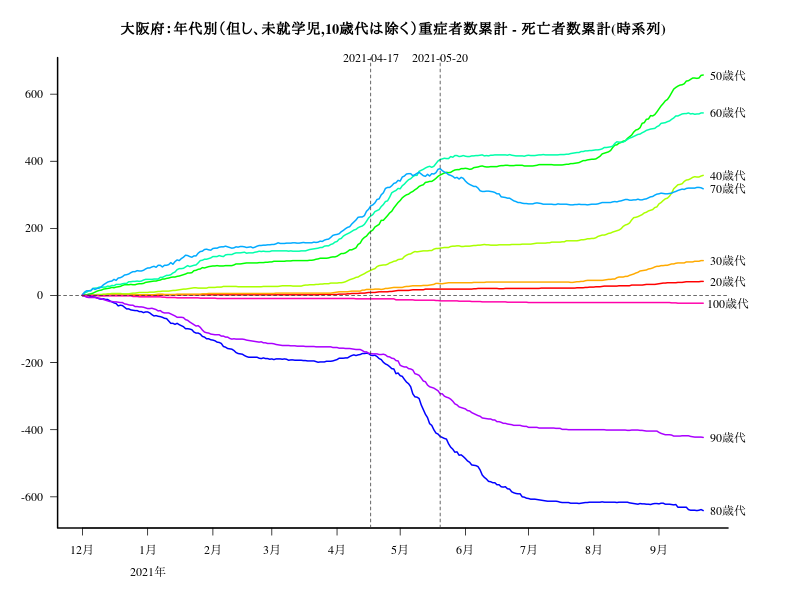 大阪府：年代別（但し、未就学児,10歳代は除く）重症者数累計 - 死亡者数累計(時系列)
2021-04-17 2021-05-20
600
400
200
0
-200
-400
-600
50歳代
60歳代
40歳代
70歳代
30歳代
20歳代
100歳代
90歳代
80歳代
12月 1月 2月 3月 4月 5月 6月 7月 8月 9月
2021年